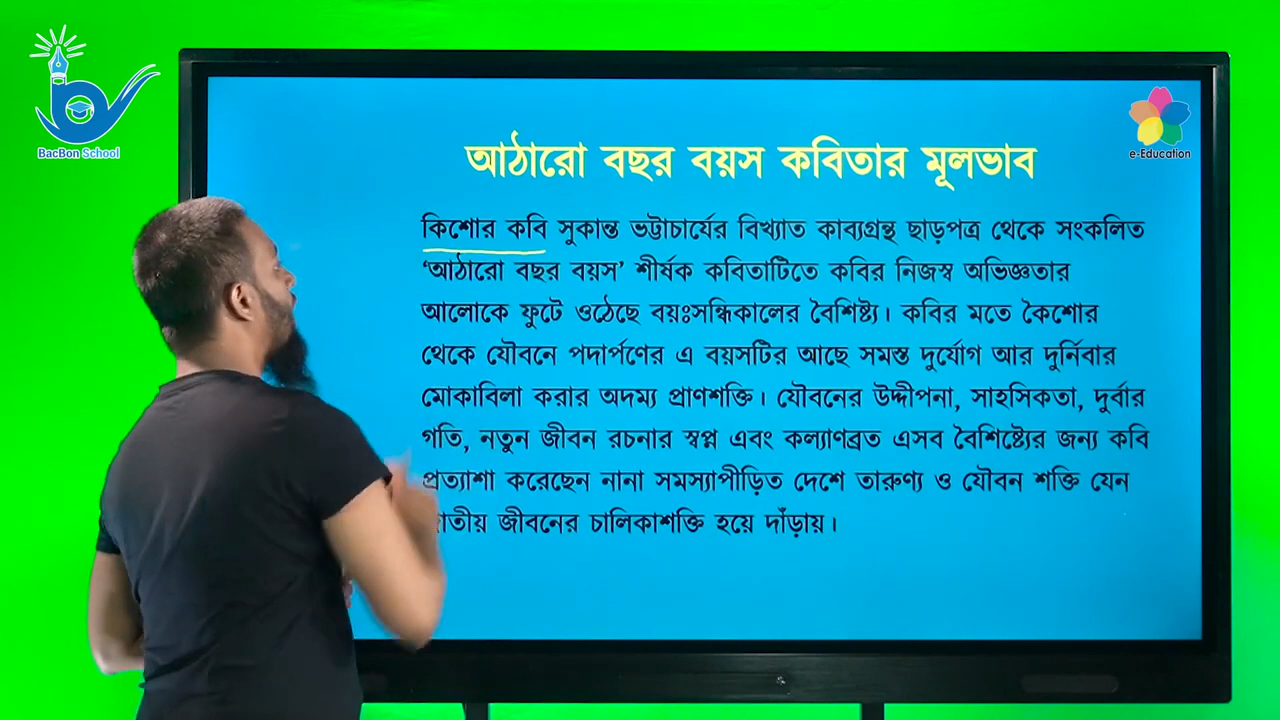 BacBon School
e-Education
আঠারো বছর বয়স কবিতার মূলভাব
কিশোর কবি সুকান্ত ভট্টাচার্যের বিখ্যাত কাব্যগ্রন্থ ছাড়পত্র থেকে সংকলিত
‘আঠারো বছর বয়স’ শীর্ষক কবিতাটিতে কবির নিজস্ব অভিজ্ঞতার
আলোকে ফুটে ওঠেছে বয়ঃসন্ধিকালের বৈশিষ্ট্য। কবির মতে কৈশোর
থেকে যৌবনে পদার্পণের এ বয়সটির আছে সমস্ত দুর্যোগ আর দুর্নিবার
মোকাবিলা করার অদম্য প্রাণশক্তি। যৌবনের উদ্দীপনা, সাহসিকতা, দুর্বার
গতি, নতুন জীবন রচনার স্বপ্ন এবং কল্যাণব্রত এসব বৈশিষ্ট্যের জন্য কবি
প্রত্যাশা করেছেন নানা সমস্যাপীড়িত দেশে তারুণ্য ও যৌবন শক্তি যেন
জীবনের চালিকাশক্তি হয়ে দাঁড়ায়।